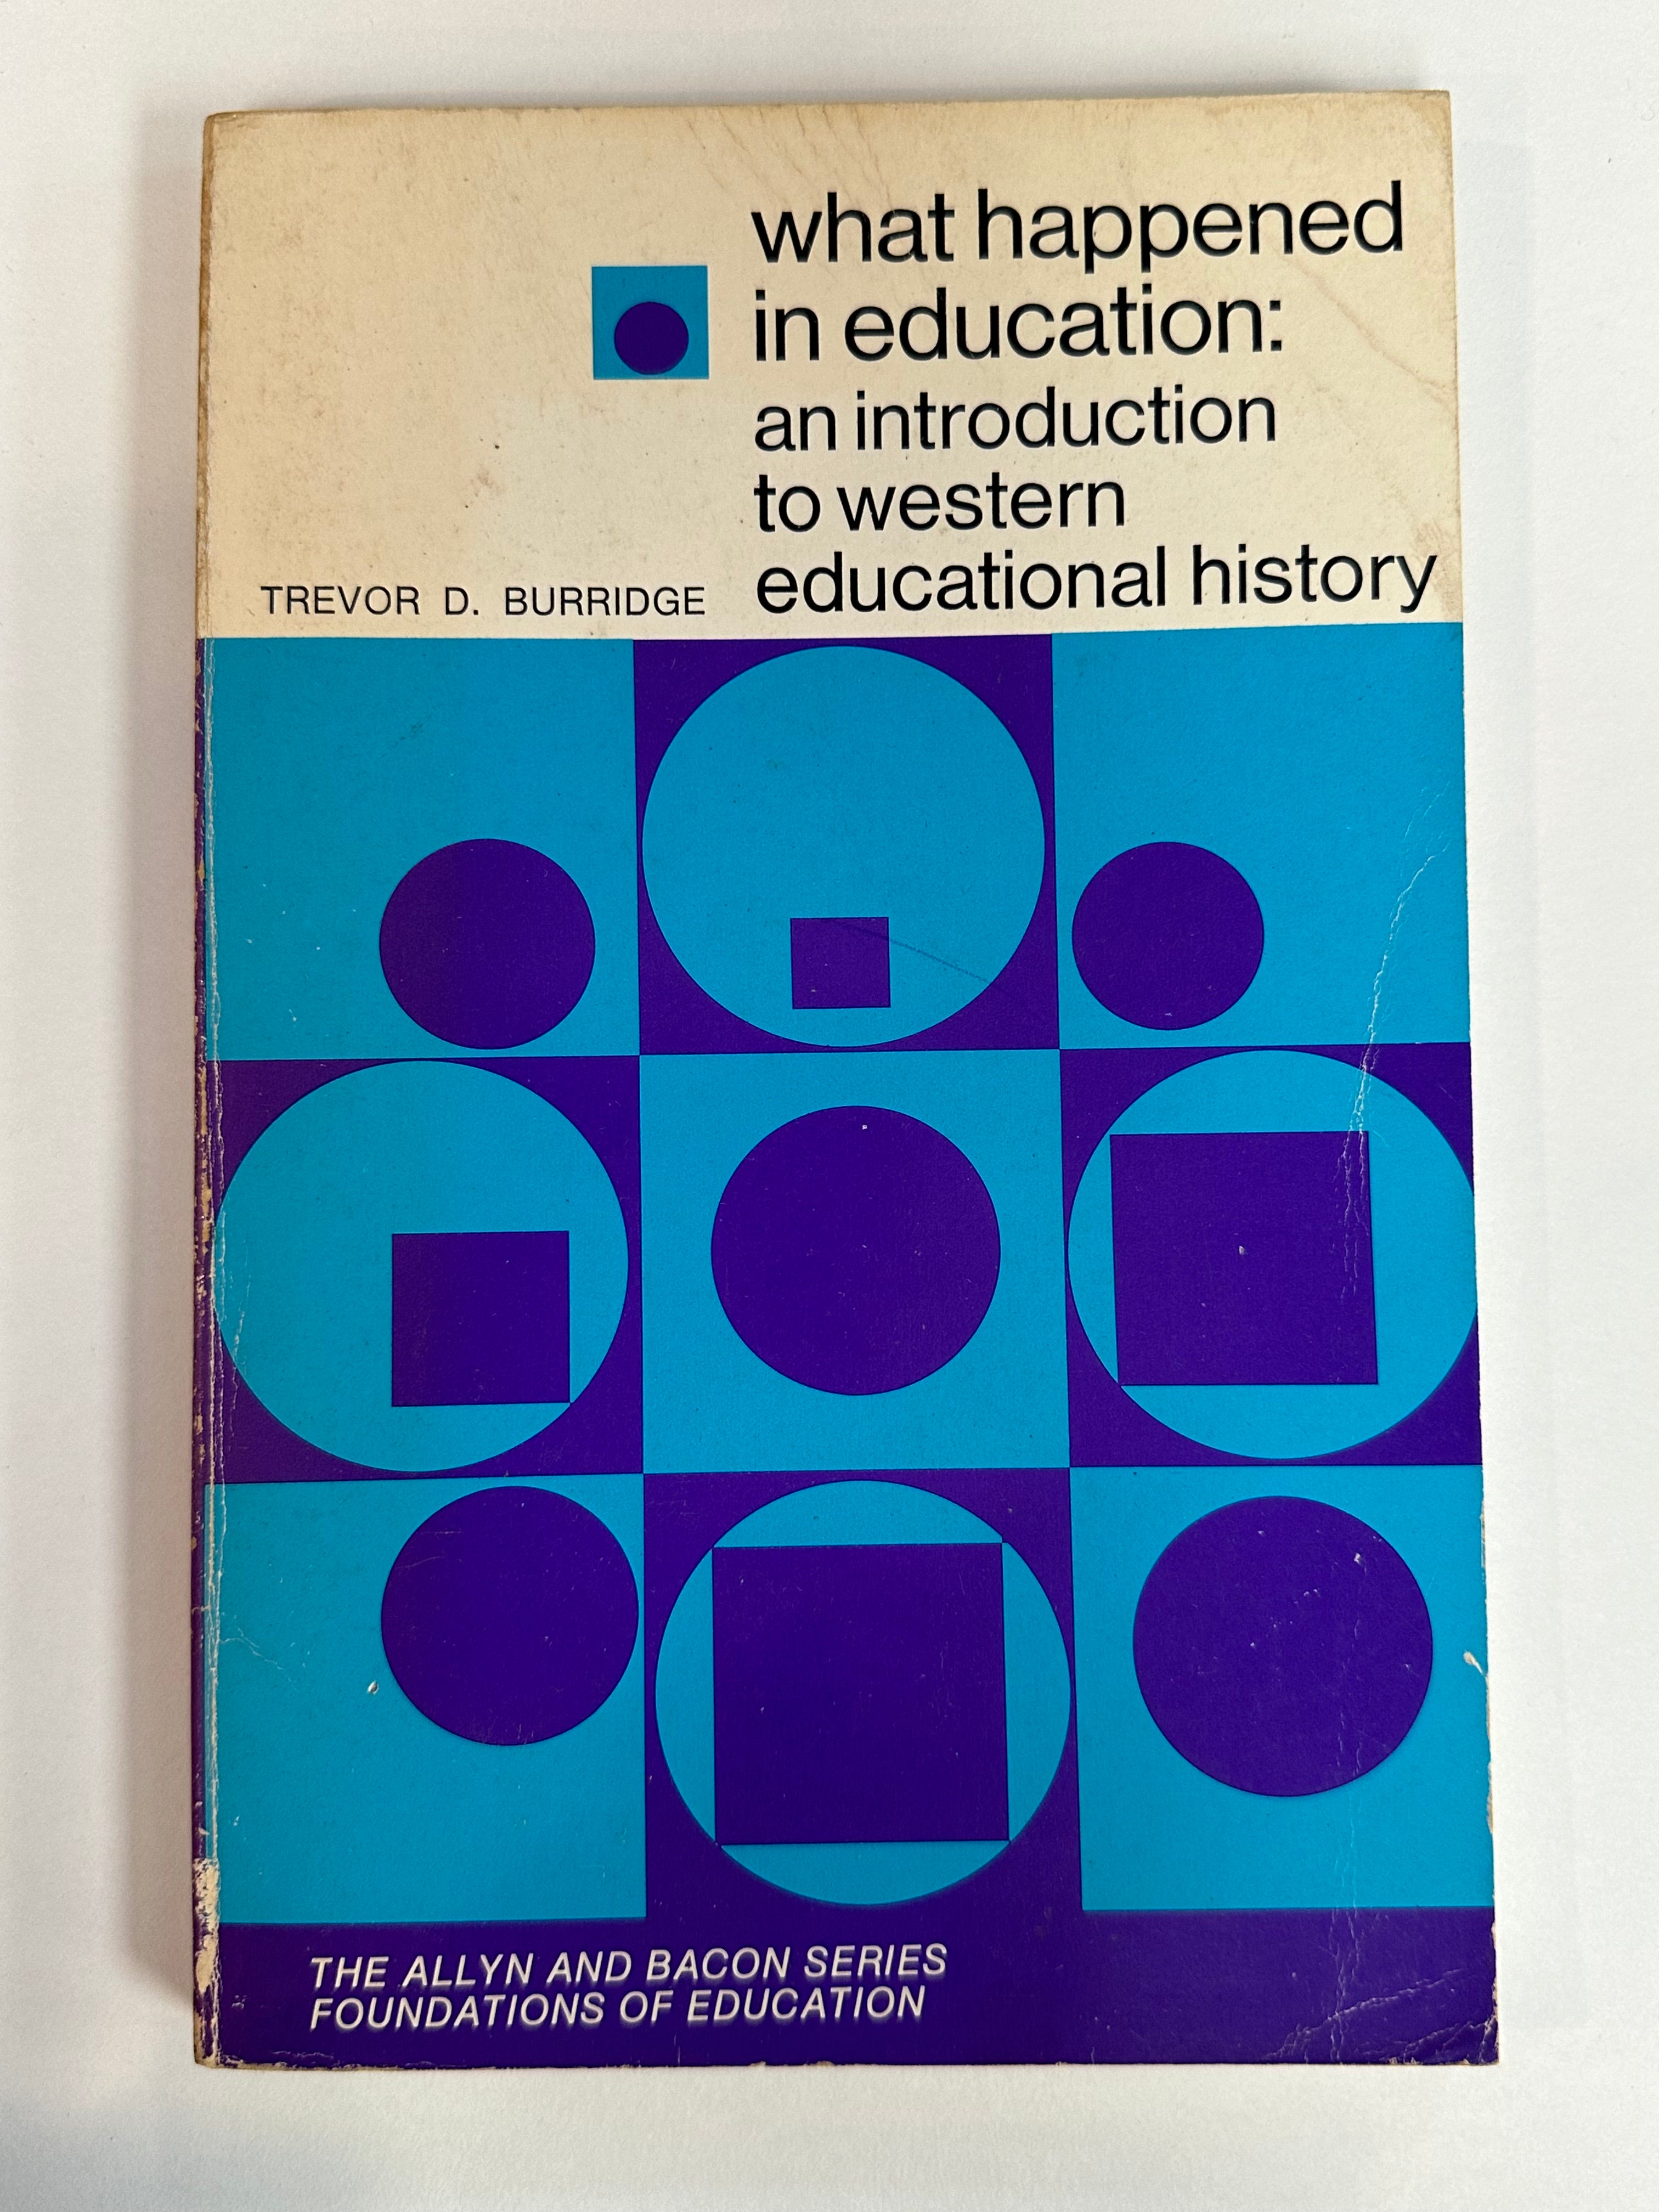 what happened
in education:
an introduction
to western
educational history
TREVOR D. BURRIDGE
THE ALLYN AND BACON SERIES
FOUNDATIONS OF EDUCATION